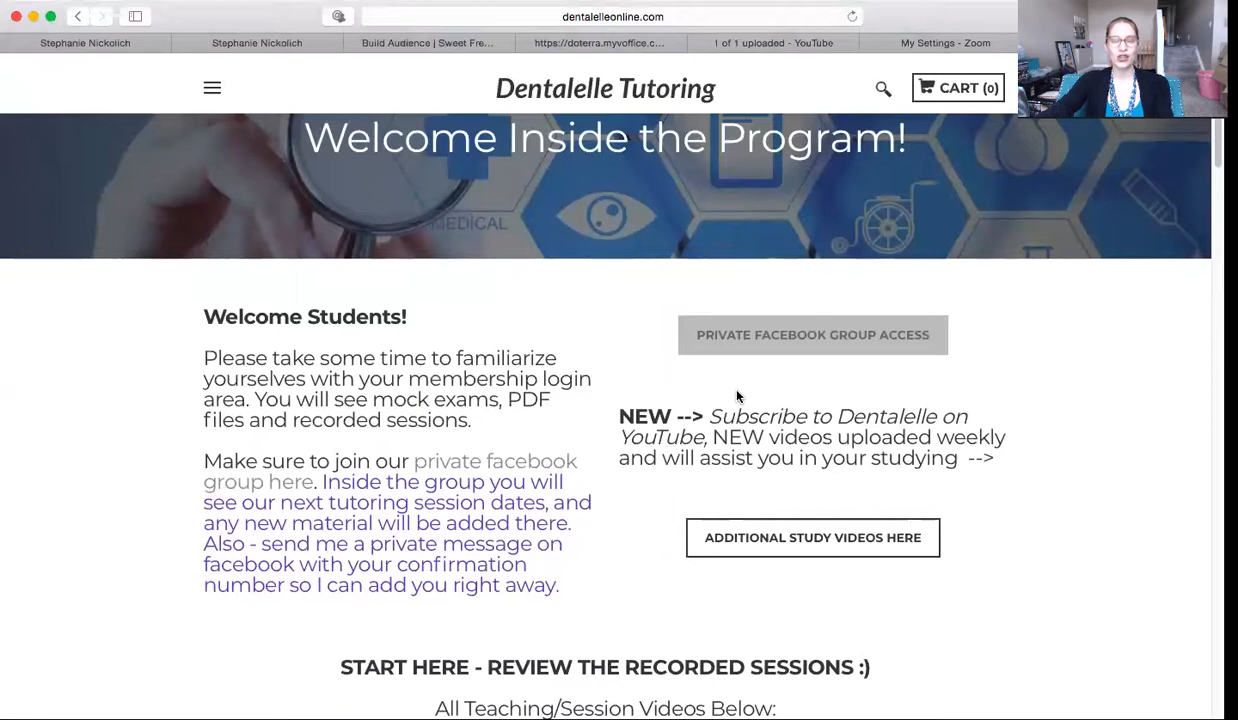 dentalelleonline.com
Stephanie Nickolich
Stephanie Nickolich
Build Audience | Sweet Fre...
https://doterra.myvoffice.c...
1 of 1 uploaded - YouTube
My Settings - Zoom
Dentalelle Tutoring
CART (0)
Welcome Inside the Program!
MEDICAL
Welcome Students!
Please take some time to familiarize
yourselves with your membership login
area. You will see mock exams, PDF
files and recorded sessions.
Make sure to join our private facebook
group here. Inside the group you will
see our next tutoring session dates, and
any new material will be added there.
Also - send me a private message on
facebook with your confirmation
number so I can add you right away.
PRIVATE FACEBOOK GROUP ACCESS
NEW --> Subscribe to Dentalelle on
YouTube, NEW videos uploaded weekly
and will assist you in your studying -->
ADDITIONAL STUDY VIDEOS HERE
START HERE - REVIEW THE RECORDED SESSIONS :)
All Teaching/Session Videos Below: